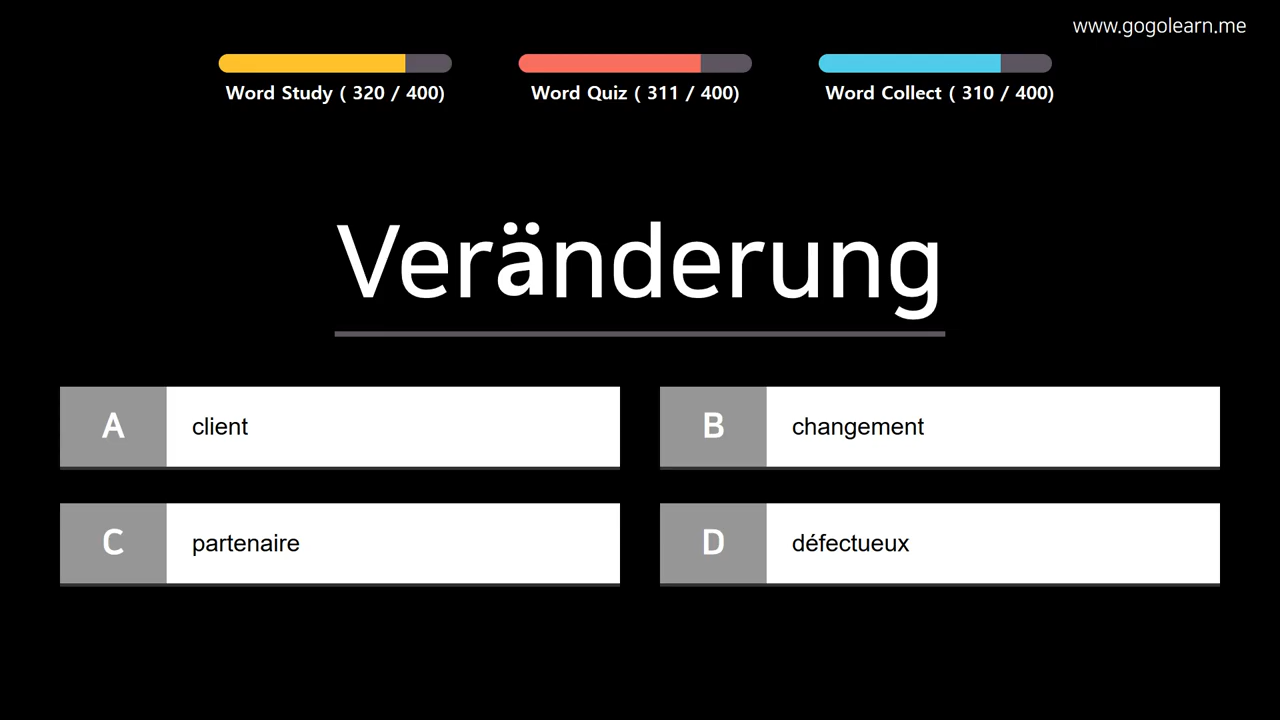 www.gogolearn.me
Word Study ( 320 / 400)
Word Quiz ( 311 / 400)
Word Collect ( 310 / 400)
Veränderung
A client
B changement
C partenaire
D défectueux